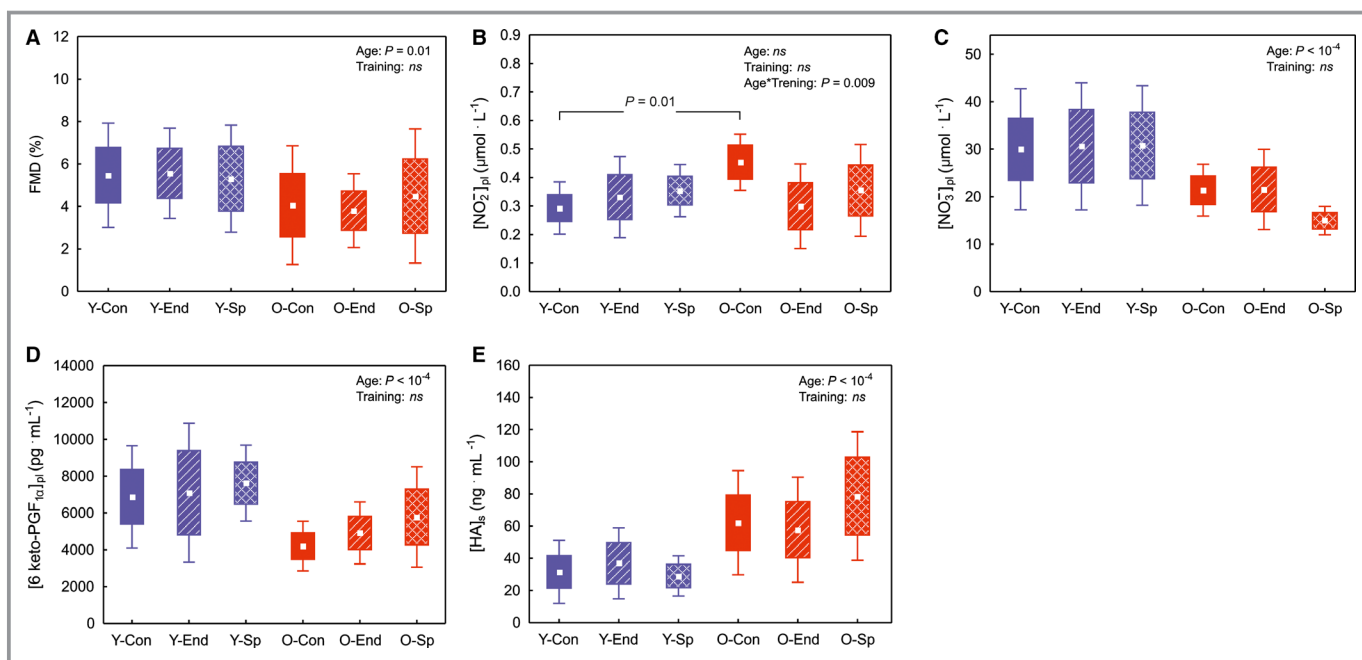 A
Age: P = 0.01
Training: ns
FMD (%)
12
10
8
6
4
2
0
Y-Con Y-End Y-Sp O-Con O-End O-Sp
B
Age: ns
Training: ns
Age*Trening: P = 0.009
P = 0.01
[NO₂⁻]pl (µmol · L⁻¹)
0.9
0.8
0.7
0.6
0.5
0.4
0.3
0.2
0.1
0.0
Y-Con Y-End Y-Sp O-Con O-End O-Sp
C
Age: P < 10⁻⁴
Training: ns
[NO₃⁻]pl (µmol · L⁻¹)
50
40
30
20
10
0
Y-Con Y-End Y-Sp O-Con O-End O-Sp
D
Age: P < 10⁻⁴
Training: ns
[6 keto-PGF1α]pl (pg · mL⁻¹)
14000
12000
10000
8000
6000
4000
2000
0
Y-Con Y-End Y-Sp O-Con O-End O-Sp
E
Age: P < 10⁻⁴
Training: ns
[HA]s (ng · mL⁻¹)
160
140
120
100
80
60
40
20
0
Y-Con Y-End Y-Sp O-Con O-End O-Sp